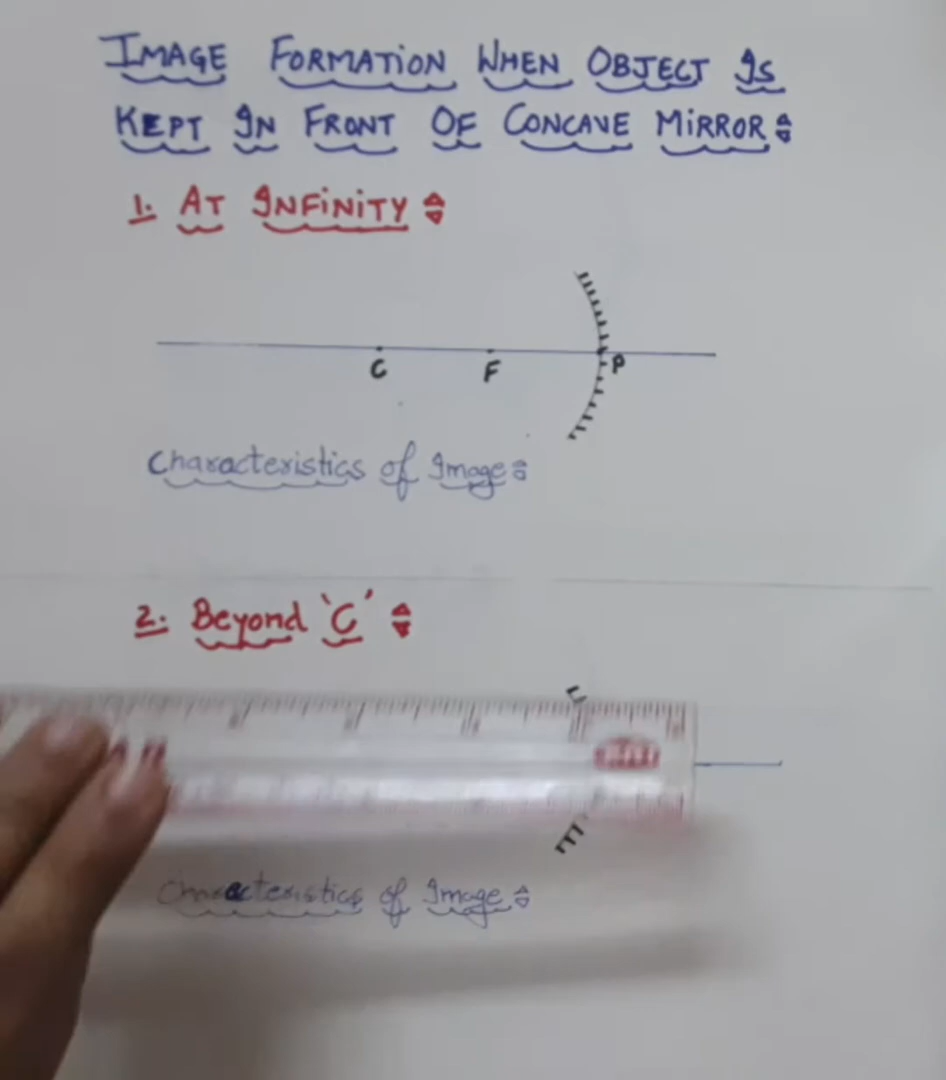 IMAGE FORMATION WHEN OBJECT IS
KEPT IN FRONT OF CONCAVE MIRROR:
1. AT INFINITY:
C F P
Characteristics of Image:
2. Beyond 'C':
Characteristics of Image: